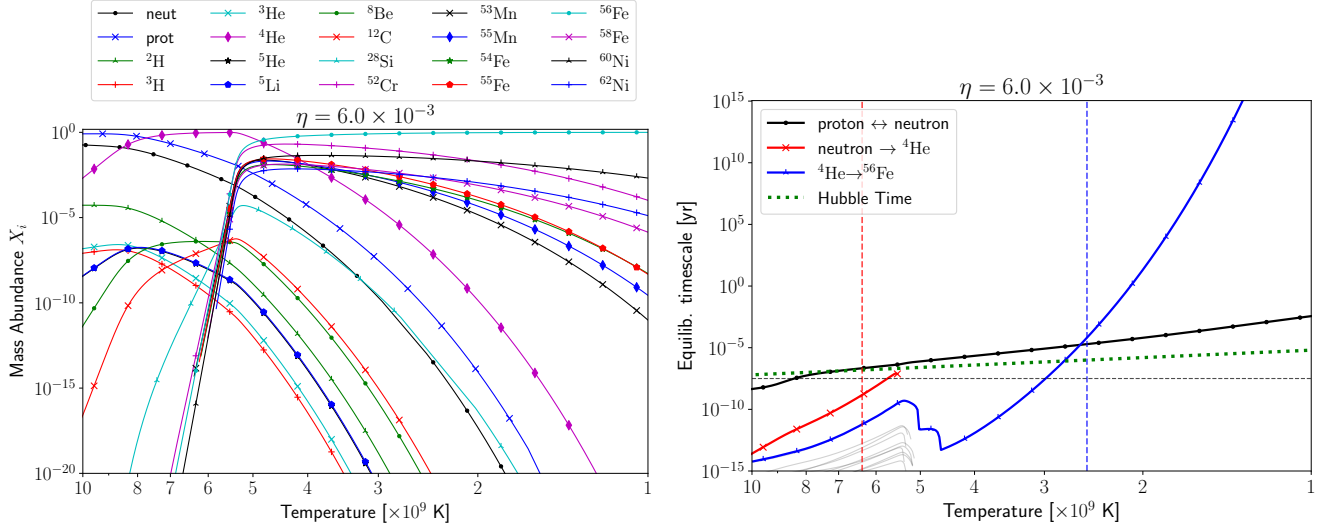 neut ³He ⁸Be ⁵³Mn ⁵⁶Fe
prot ⁴He ¹²C ⁵⁵Mn ⁵⁸Fe
²H ⁵He ²⁸Si ⁵⁴Fe ⁶⁰Ni
³H ⁵Li ⁵²Cr ⁵⁵Fe ⁶²Ni
η = 6.0 × 10⁻³
Mass Abundance Xᵢ
10⁰
10⁻⁵
10⁻¹⁰
10⁻¹⁵
10⁻²⁰
10 8 7 6 5 4 3 2 1
Temperature [×10⁹ K]
η = 6.0 × 10⁻³
proton ↔ neutron
neutron → ⁴He
⁴He→⁵⁶Fe
Hubble Time
Equilib. timescale [yr]
10¹⁵
10¹⁰
10⁵
10⁰
10⁻⁵
10⁻¹⁰
10⁻¹⁵
10 8 7 6 5 4 3 2 1
Temperature [×10⁹ K]